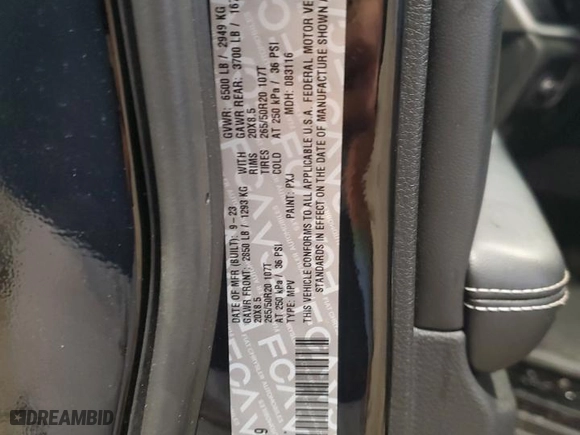 DATE OF MFR (BUILT): 9-23 GVWR: 6500 LB / 2949 KG
GAWR FRONT: 2850 LB / 1293 KG WITH GAWR REAR: 3700 LB / 167
20X8.5 RIMS 20X8.5
265/50R20 107T TIRES 265/50R20 107T
AT 250 kPa / 36 PSI COLD AT 250 kPa / 36 PSI
TYPE: MPV PAINT: PXJ MDH: 083116
THIS VEHICLE CONFORMS TO ALL APPLICABLE U.S.A. FEDERAL MOTOR VEH
STANDARDS IN EFFECT ON THE DATE OF MANUFACTURE SHOWN A
DREAMBID